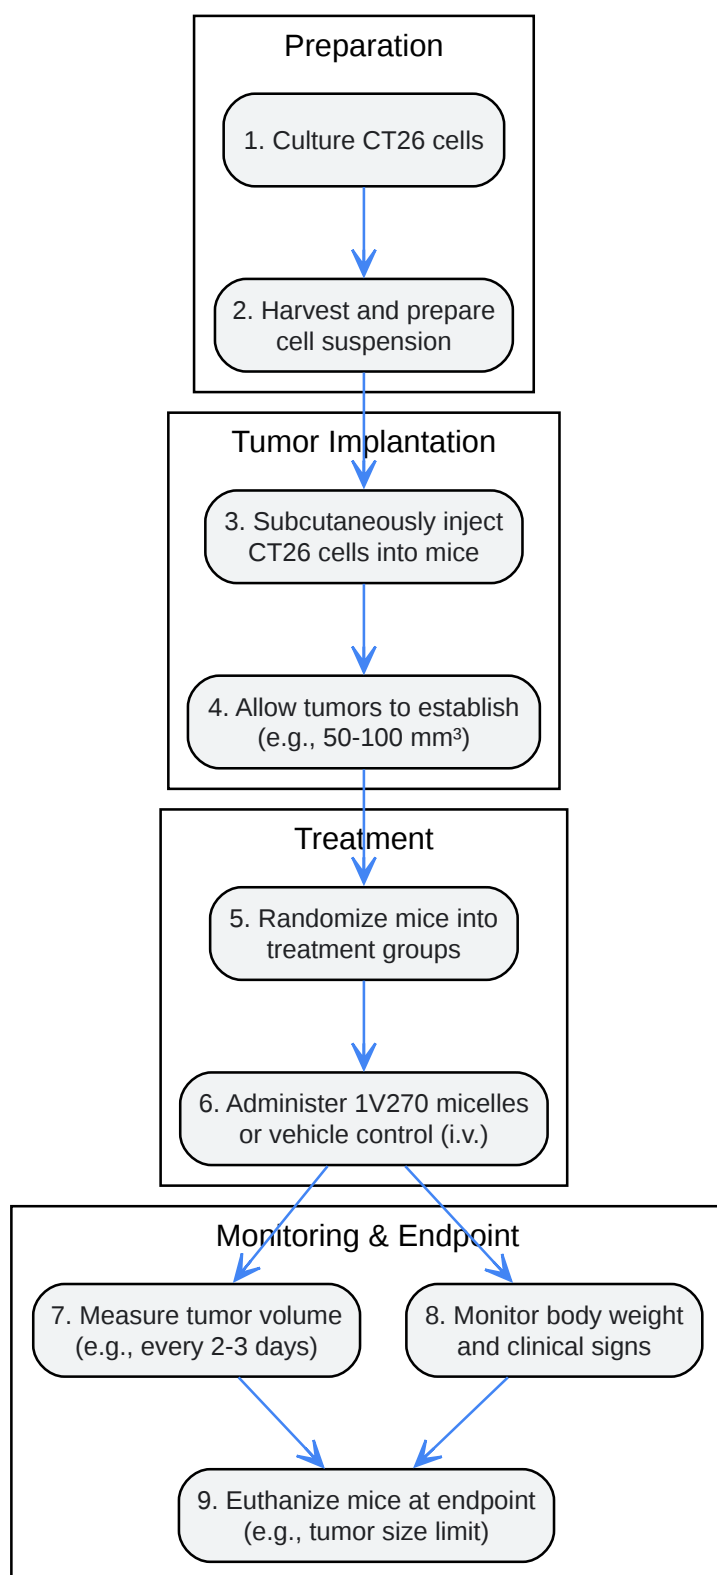 Preparation
1. Culture CT26 cells
2. Harvest and prepare
cell suspension
Tumor Implantation
3. Subcutaneously inject
CT26 cells into mice
4. Allow tumors to establish
(e.g., 50-100 mm³)
Treatment
5. Randomize mice into
treatment groups
6. Administer 1V270 micelles
or vehicle control (i.v.)
Monitoring & Endpoint
7. Measure tumor volume
(e.g., every 2-3 days)
8. Monitor body weight
and clinical signs
9. Euthanize mice at endpoint
(e.g., tumor size limit)